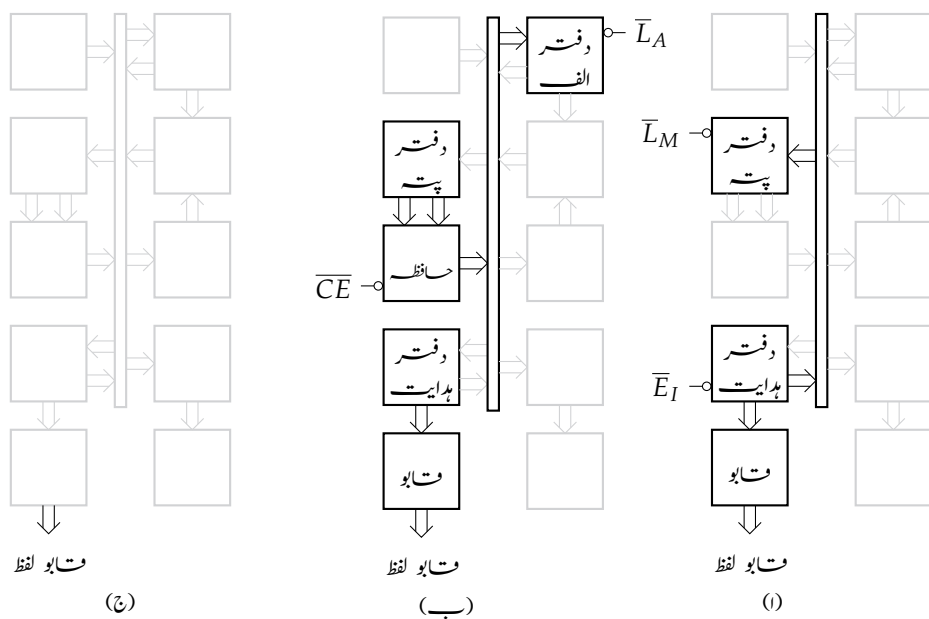 دفتر
پتہ
L̅_M
دفتر
ہدایت
E̅_I
قابو
قابو لفظ
(ا)
دفتر
الف
L̅_A
دفتر
پتہ
حافظہ
C̅E̅
دفتر
ہدایت
قابو
قابو لفظ
(ب)
قابو لفظ
(ج)